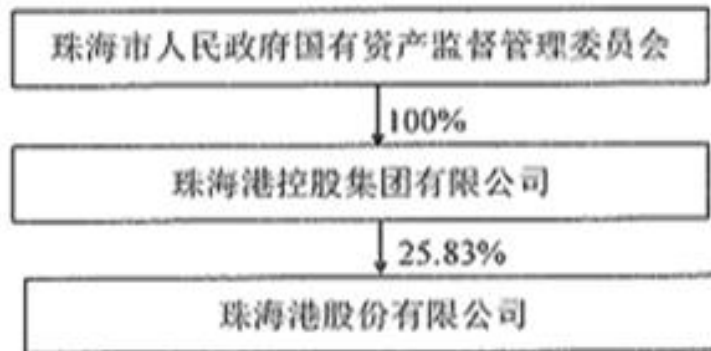 珠海市人民政府国有资产监督管理委员会
100%
珠海港控股集团有限公司
25.83%
珠海港股份有限公司